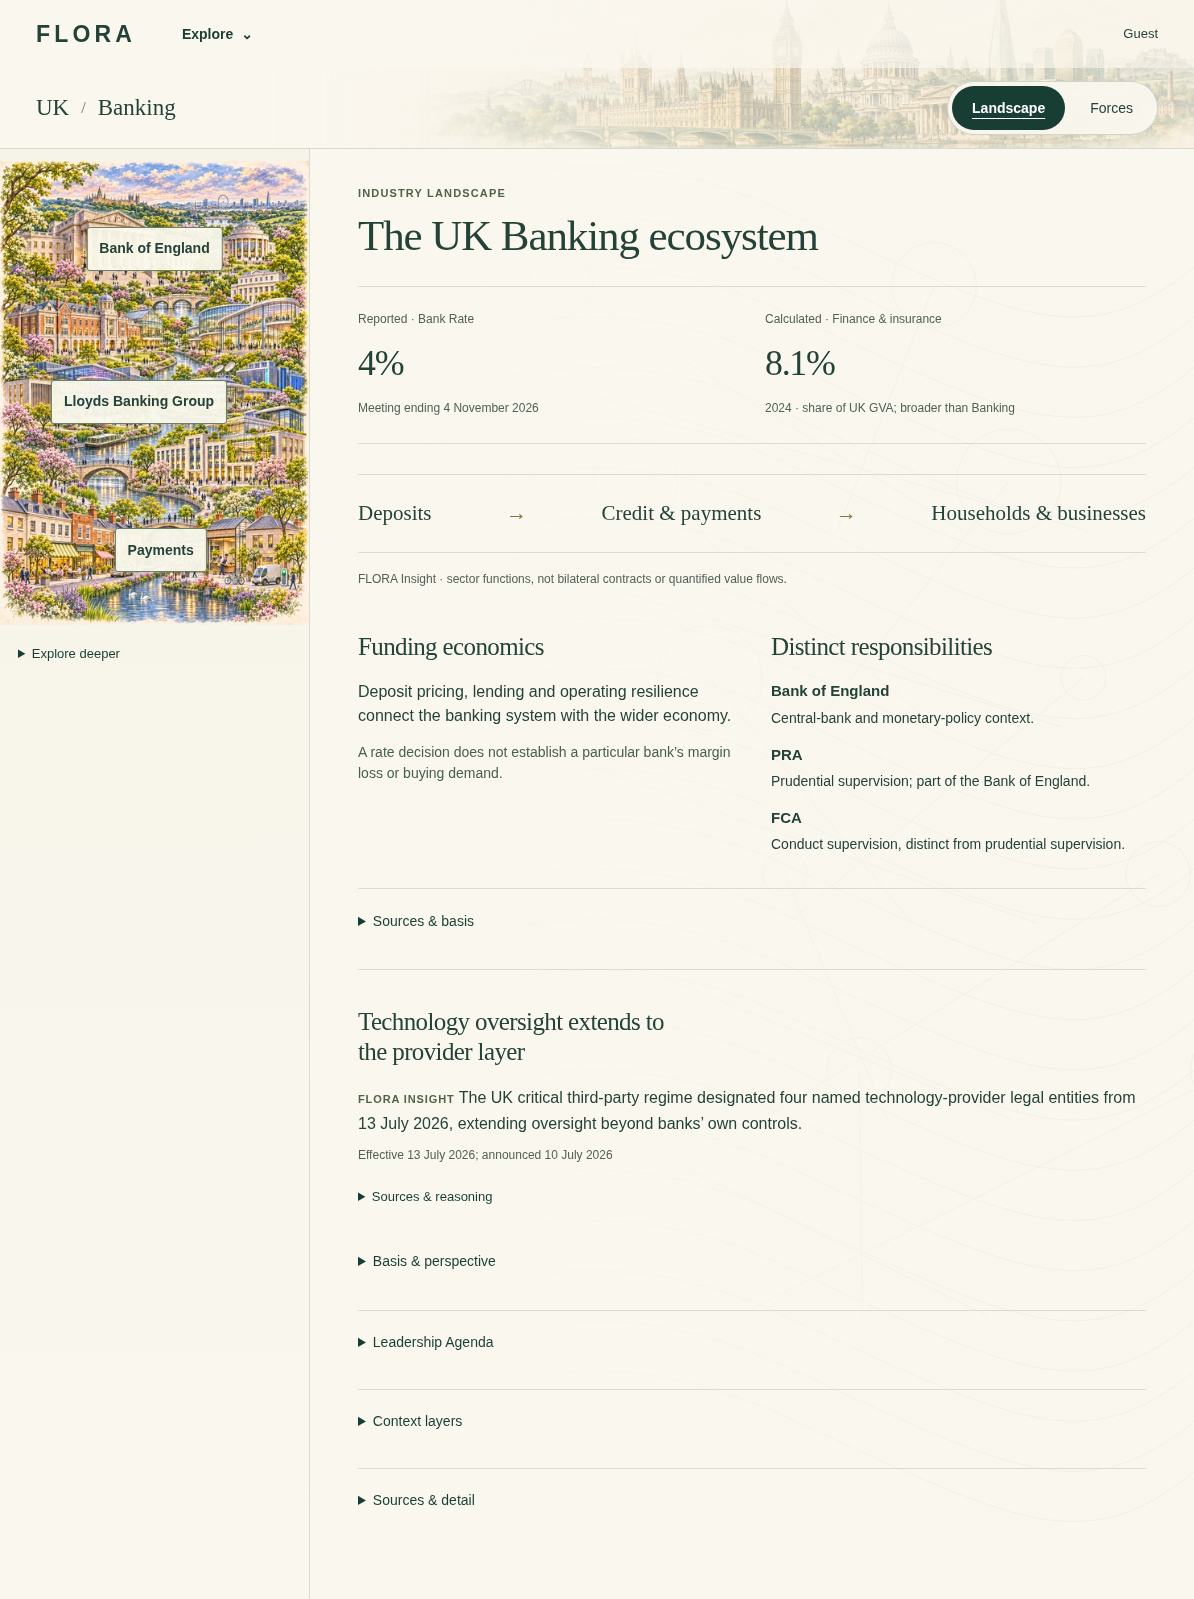 FLORA
Explore
Guest
UK / Banking
Landscape
Forces
Bank of England
Lloyds Banking Group
Payments
Explore deeper
INDUSTRY LANDSCAPE
The UK Banking ecosystem
Reported · Bank Rate
4%
Meeting ending 4 November 2026
Calculated · Finance & insurance
8.1%
2024 · share of UK GVA; broader than Banking
Deposits → Credit & payments → Households & businesses
FLORA Insight · sector functions, not bilateral contracts or quantified value flows.
Funding economics
Deposit pricing, lending and operating resilience
connect the banking system with the wider economy.
A rate decision does not establish a particular bank’s margin
loss or buying demand.
Distinct responsibilities
Bank of England
Central-bank and monetary-policy context.
PRA
Prudential supervision; part of the Bank of England.
FCA
Conduct supervision, distinct from prudential supervision.
Sources & basis
Technology oversight extends to
the provider layer
FLORA INSIGHT The UK critical third-party regime designated four named technology-provider legal entities from
13 July 2026, extending oversight beyond banks’ own controls.
Effective 13 July 2026; announced 10 July 2026
Sources & reasoning
Basis & perspective
Leadership Agenda
Context layers
Sources & detail